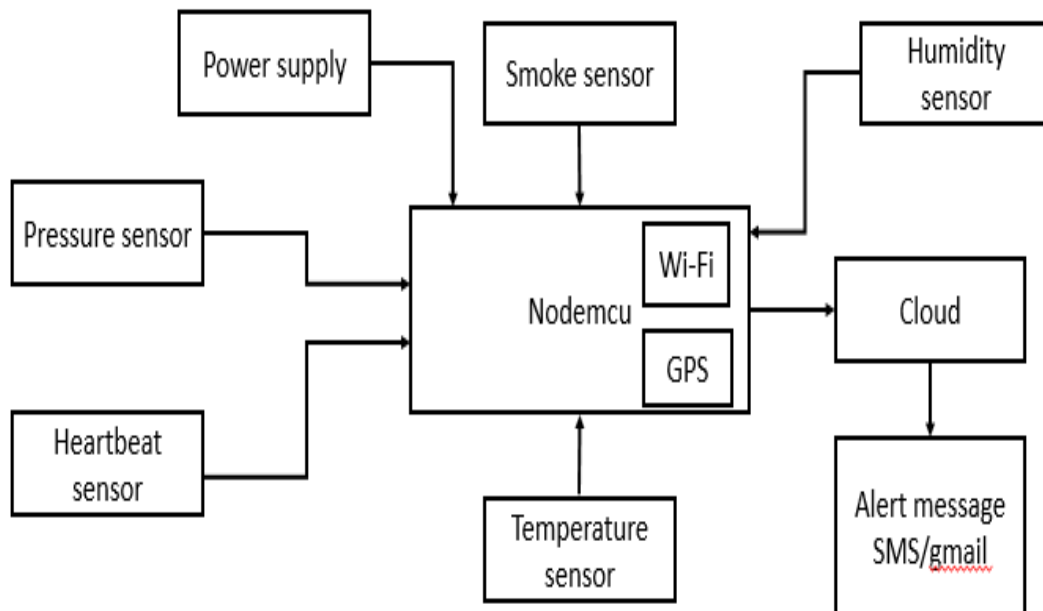 Power supply
Smoke sensor
Humidity
sensor
Pressure sensor
Wi-Fi
Nodemcu
GPS
Cloud
Heartbeat
sensor
Temperature
sensor
Alert message
SMS/gmail